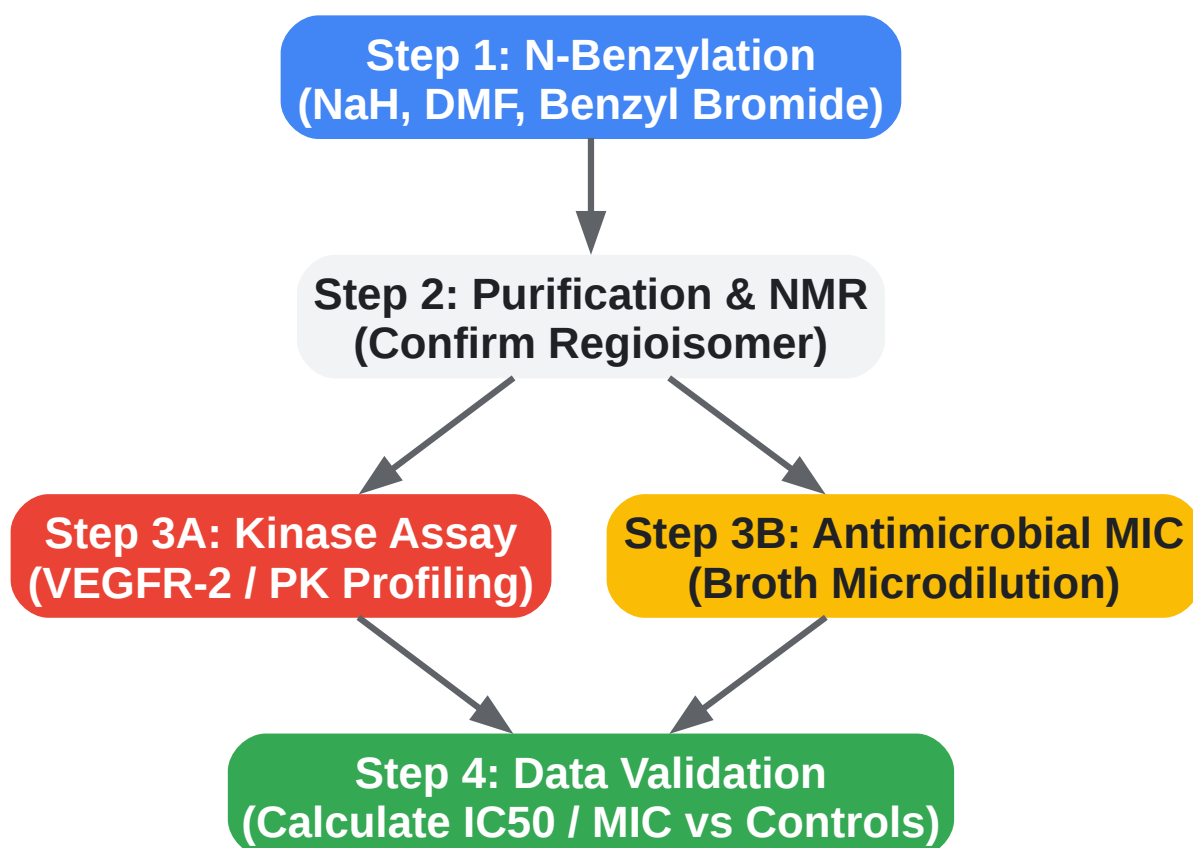 Step 1: N-Benzylation
(NaH, DMF, Benzyl Bromide)
Step 2: Purification & NMR
(Confirm Regioisomer)
Step 3A: Kinase Assay
(VEGFR-2 / PK Profiling)
Step 3B: Antimicrobial MIC
(Broth Microdilution)
Step 4: Data Validation
(Calculate IC50 / MIC vs Controls)